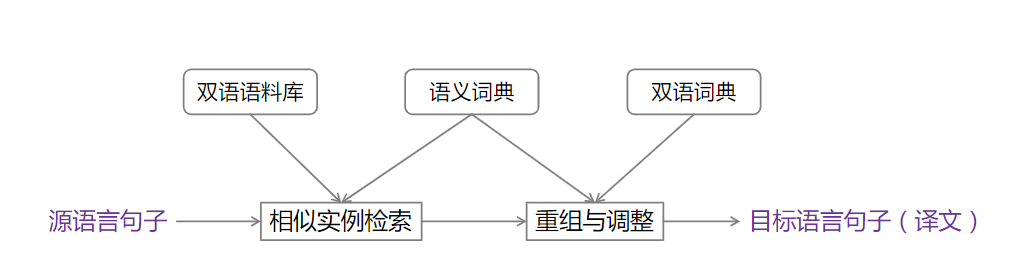 双语语料库
语义词典
双语词典
源语言句子
相似实例检索
重组与调整
目标语言句子（译文）